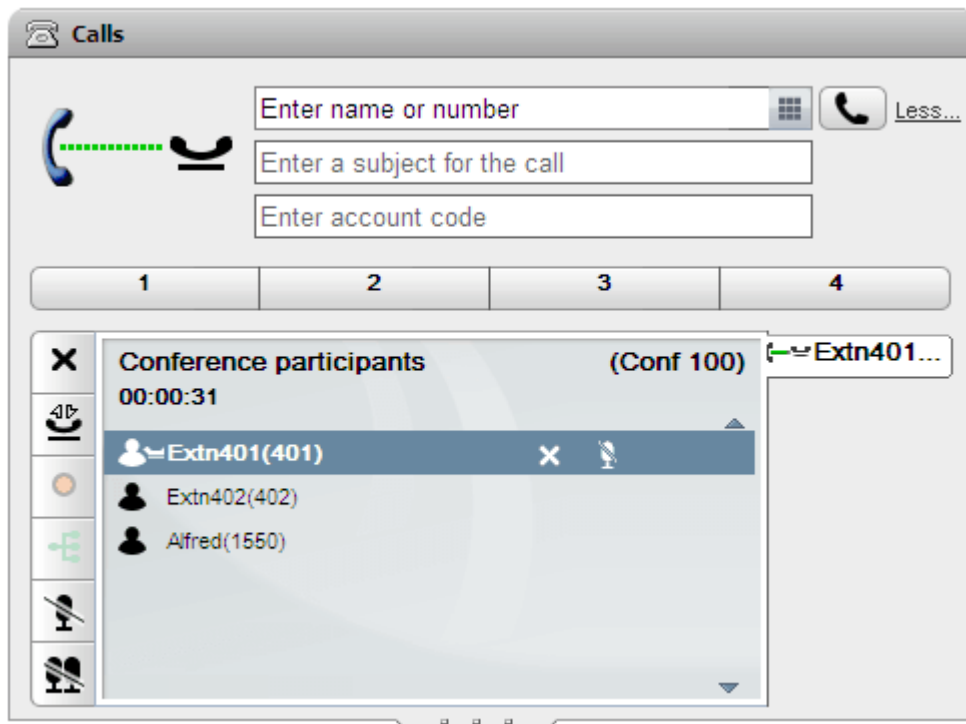 Calls
Enter name or number
Less...
Enter a subject for the call
Enter account code
1 2 3 4
Conference participants (Conf 100) Extn401...
00:00:31
Extn401(401)
Extn402(402)
Alfred(1550)